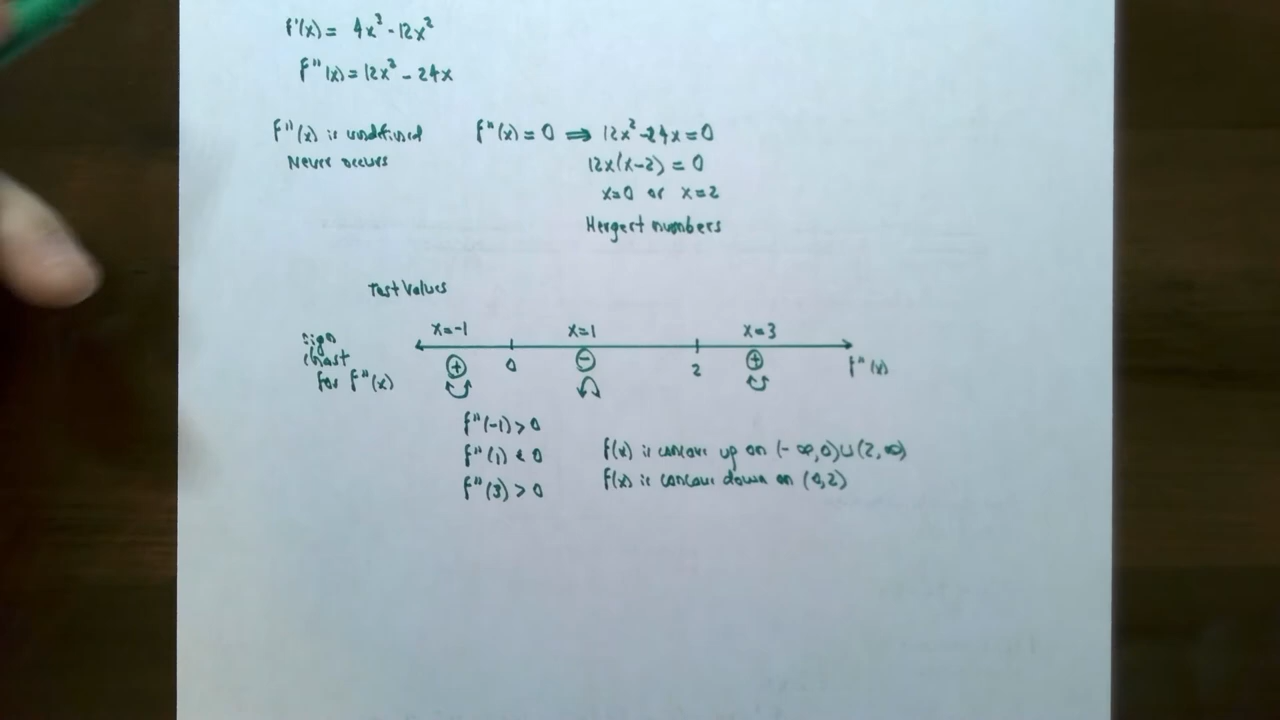 f'(x) = 4x³ - 12x²
f"(x) = 12x² - 24x
f"(x) is undefined f"(x) = 0 ⟹ 12x² - 24x = 0
Never occurs 12x(x-2) = 0
x=0 or x=2
Hergert numbers
Test Values
x=-1 x=1 x=3
sign
chart
for f"(x)
+ 0 - 2 + f"(x)
f"(-1) > 0
f"(1) < 0 f(x) is concave up on (-∞,0)∪(2,∞)
f"(3) > 0 f(x) is concave down on (0,2)